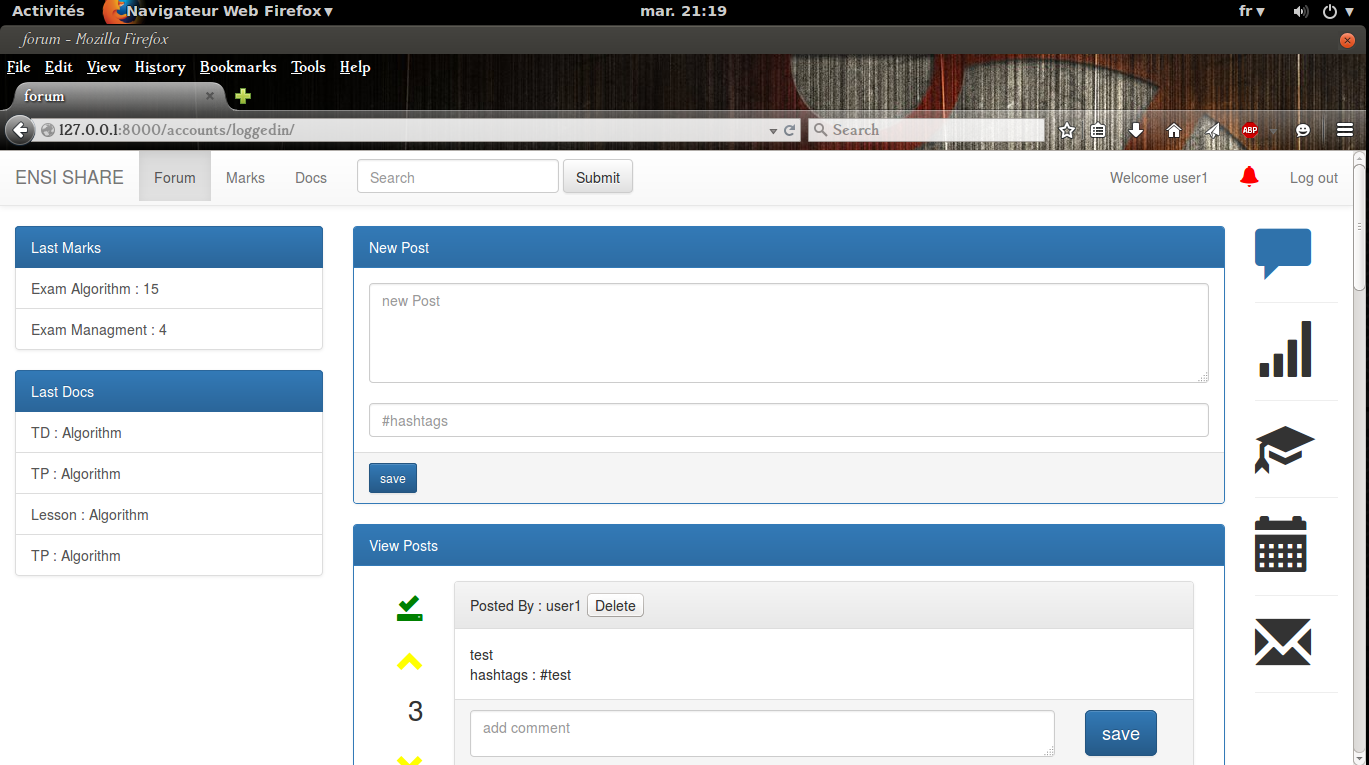 Activités Navigateur Web Firefox mar. 21:19 fr
forum - Mozilla Firefox
File Edit View History Bookmarks Tools Help
forum
127.0.0.1:8000/accounts/loggedin/ Search ABP
ENSI SHARE Forum Marks Docs Search Submit Welcome user1 Log out
Last Marks
Exam Algorithm : 15
Exam Managment : 4
Last Docs
TD : Algorithm
TP : Algorithm
Lesson : Algorithm
TP : Algorithm
New Post
new Post
#hashtags
save
View Posts
Posted By : user1 Delete
test
hashtags : #test
3
add comment save